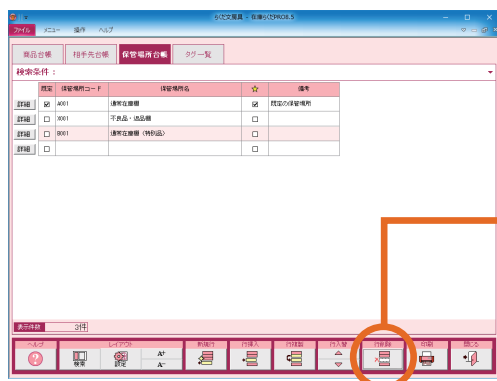 らくだ文房具 - 在庫らくだPRO8.5
ファイル メニュー 操作 ヘルプ
商品台帳 相手先台帳 保管場所台帳 タグ一覧
検索条件：
既定 保管場所コード 保管場所名 備考
詳細 A001 通常在庫棚 既定の保管場所
詳細 X001 不良品・返品棚
詳細 B001 通常在庫棚（特別品）
詳細
表示件数 3件
ヘルプ レイアウト 新規行 行挿入 行複製 行入替 行削除 印刷 閉じる
検索 設定 A+
A-